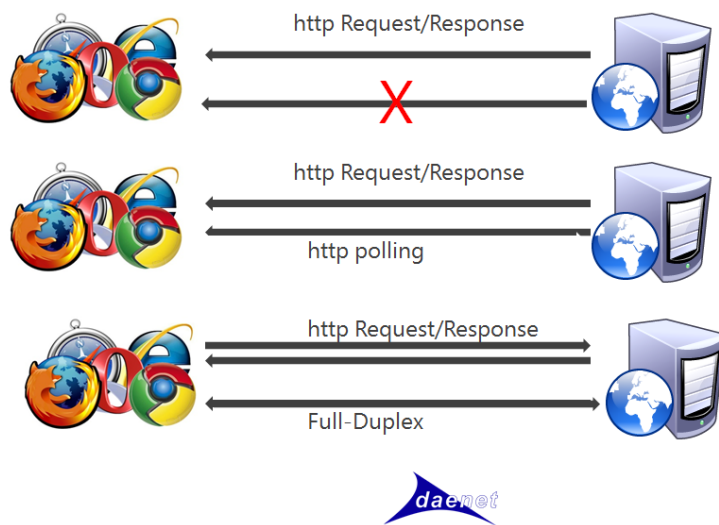 http Request/Response
X
http Request/Response
http polling
http Request/Response
Full-Duplex
daenet